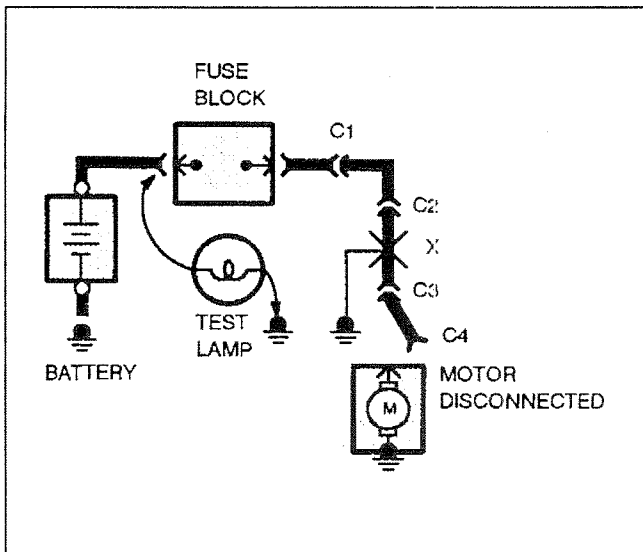 FUSE
BLOCK
C1
C2
X
C3
C4
TEST
LAMP
BATTERY
MOTOR
DISCONNECTED
M